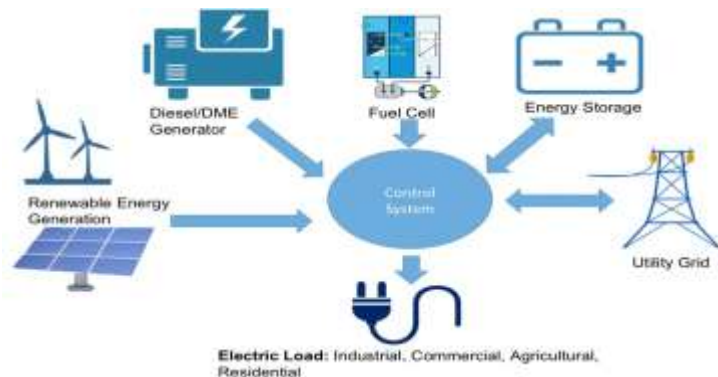 Diesel/DME
Generator
Fuel Cell
Energy Storage
Renewable Energy
Generation
Control
System
Utility Grid
Electric Load: Industrial, Commercial, Agricultural,
Residential